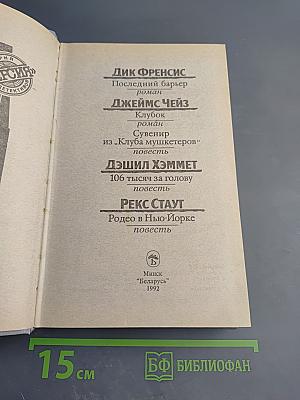 ДИК ФРЕНСИС
Последний барьер
роман
ДЖЕЙМС ЧЕЙЗ
Клубок
роман
Сувенир
из „Клуба мушкетеров"
повесть
ДЭШИЛ ХЭММЕТ
106 тысяч за голову
повесть
РЕКС СТАУТ
Родео в Нью-Йорке
повесть
Минск
"Беларусь"
1992
15 см
БФ БИБЛИОФАН